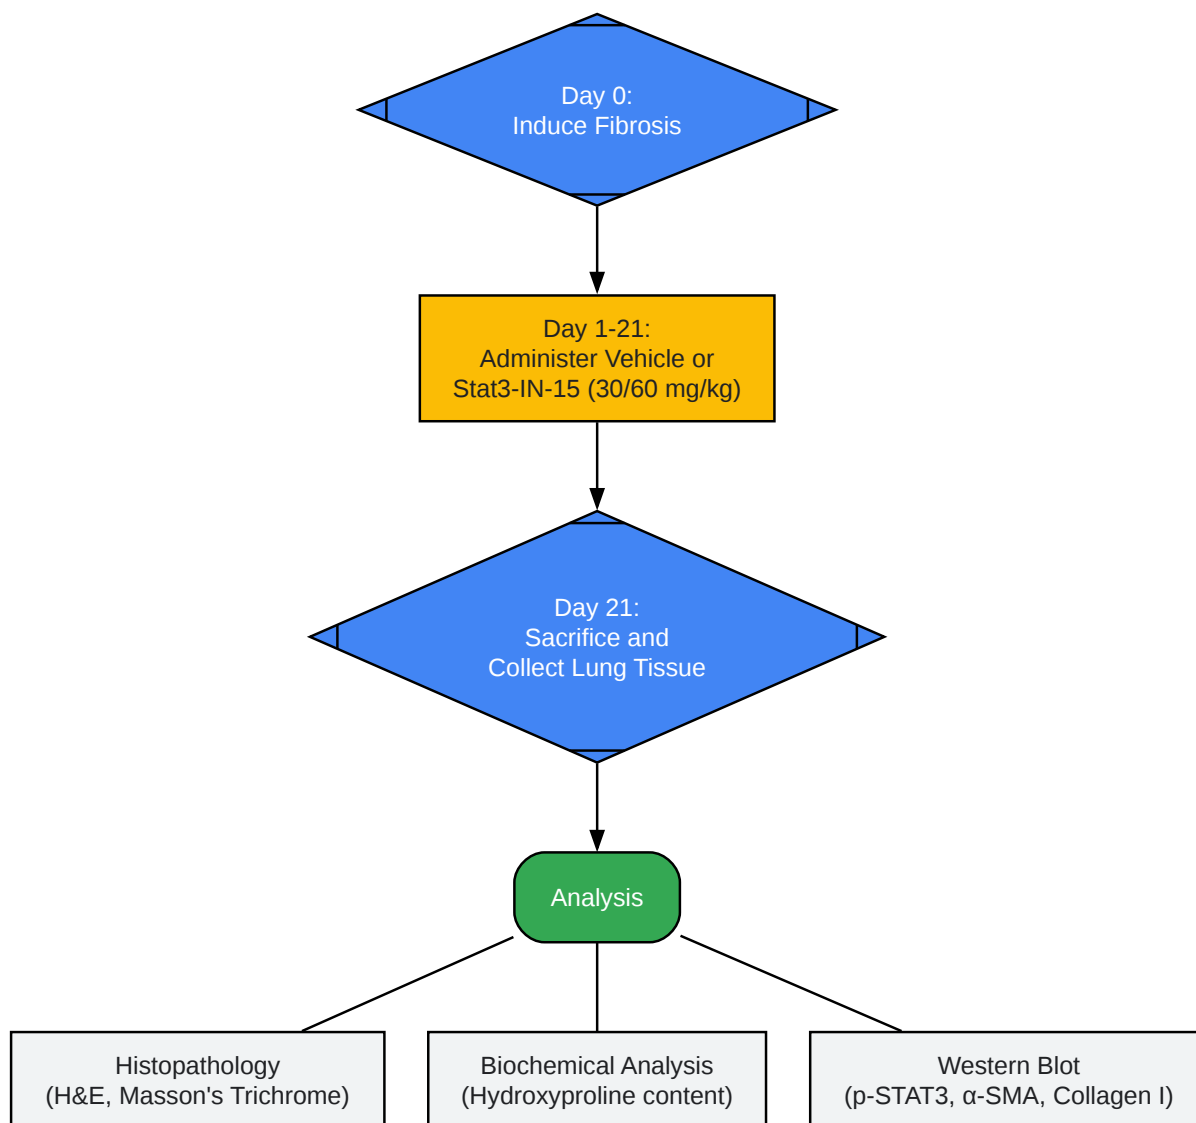 Day 0:
Induce Fibrosis
Day 1-21:
Administer Vehicle or
Stat3-IN-15 (30/60 mg/kg)
Day 21:
Sacrifice and
Collect Lung Tissue
Analysis
Histopathology
(H&E, Masson's Trichrome)
Biochemical Analysis
(Hydroxyproline content)
Western Blot
(p-STAT3, α-SMA, Collagen I)